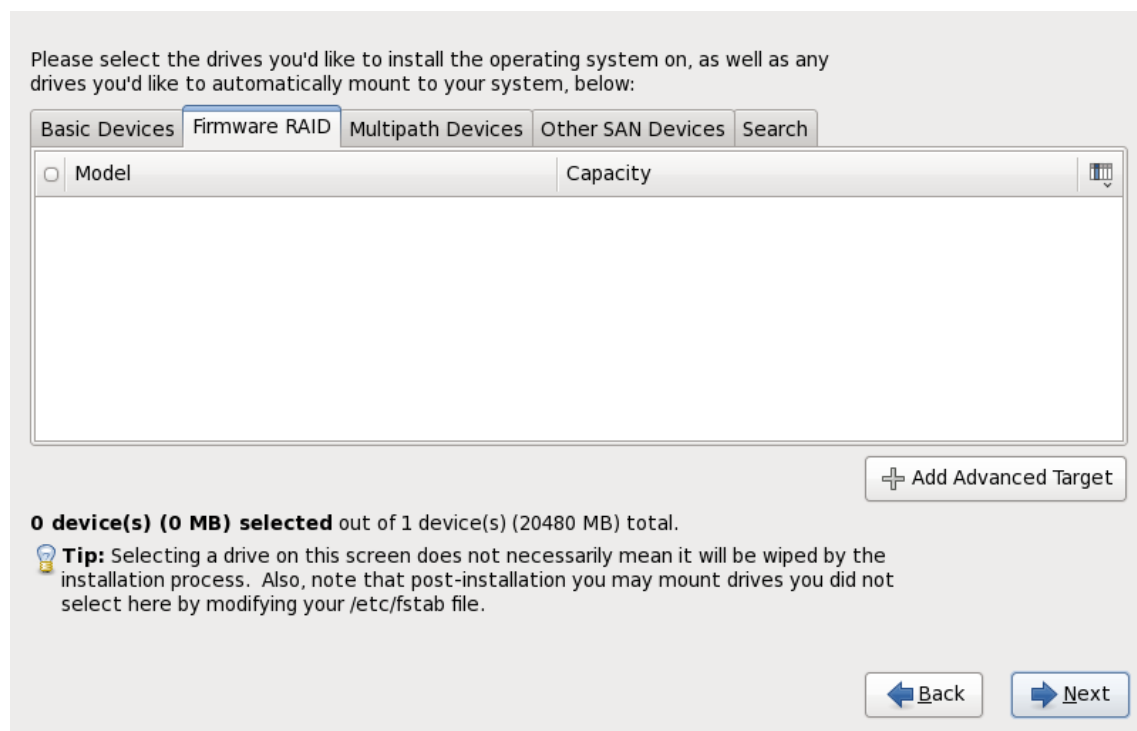 Please select the drives you'd like to install the operating system on, as well as any
drives you'd like to automatically mount to your system, below:
Basic Devices Firmware RAID Multipath Devices Other SAN Devices Search
Model Capacity
Add Advanced Target
0 device(s) (0 MB) selected out of 1 device(s) (20480 MB) total.
Tip: Selecting a drive on this screen does not necessarily mean it will be wiped by the
installation process.  Also, note that post-installation you may mount drives you did not
select here by modifying your /etc/fstab file.
Back Next